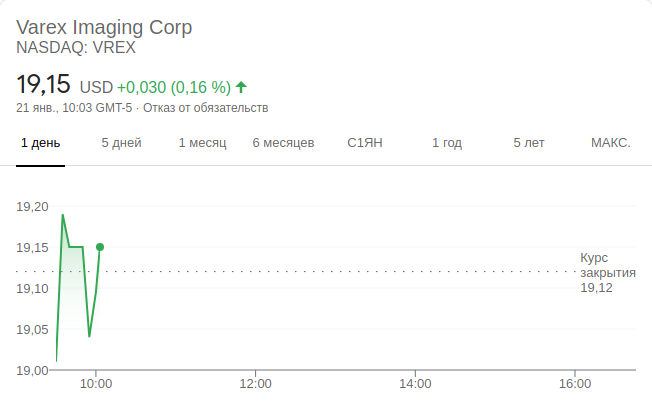 Varex Imaging Corp
NASDAQ: VREX
19,15 USD +0,030 (0,16 %)
21 янв., 10:03 GMT-5 · Отказ от обязательств
1 день 5 дней 1 месяц 6 месяцев С1ЯН 1 год 5 лет МАКС.
19,20
19,15
Курс
закрытия
19,12
19,10
19,05
19,00
10:00 12:00 14:00 16:00